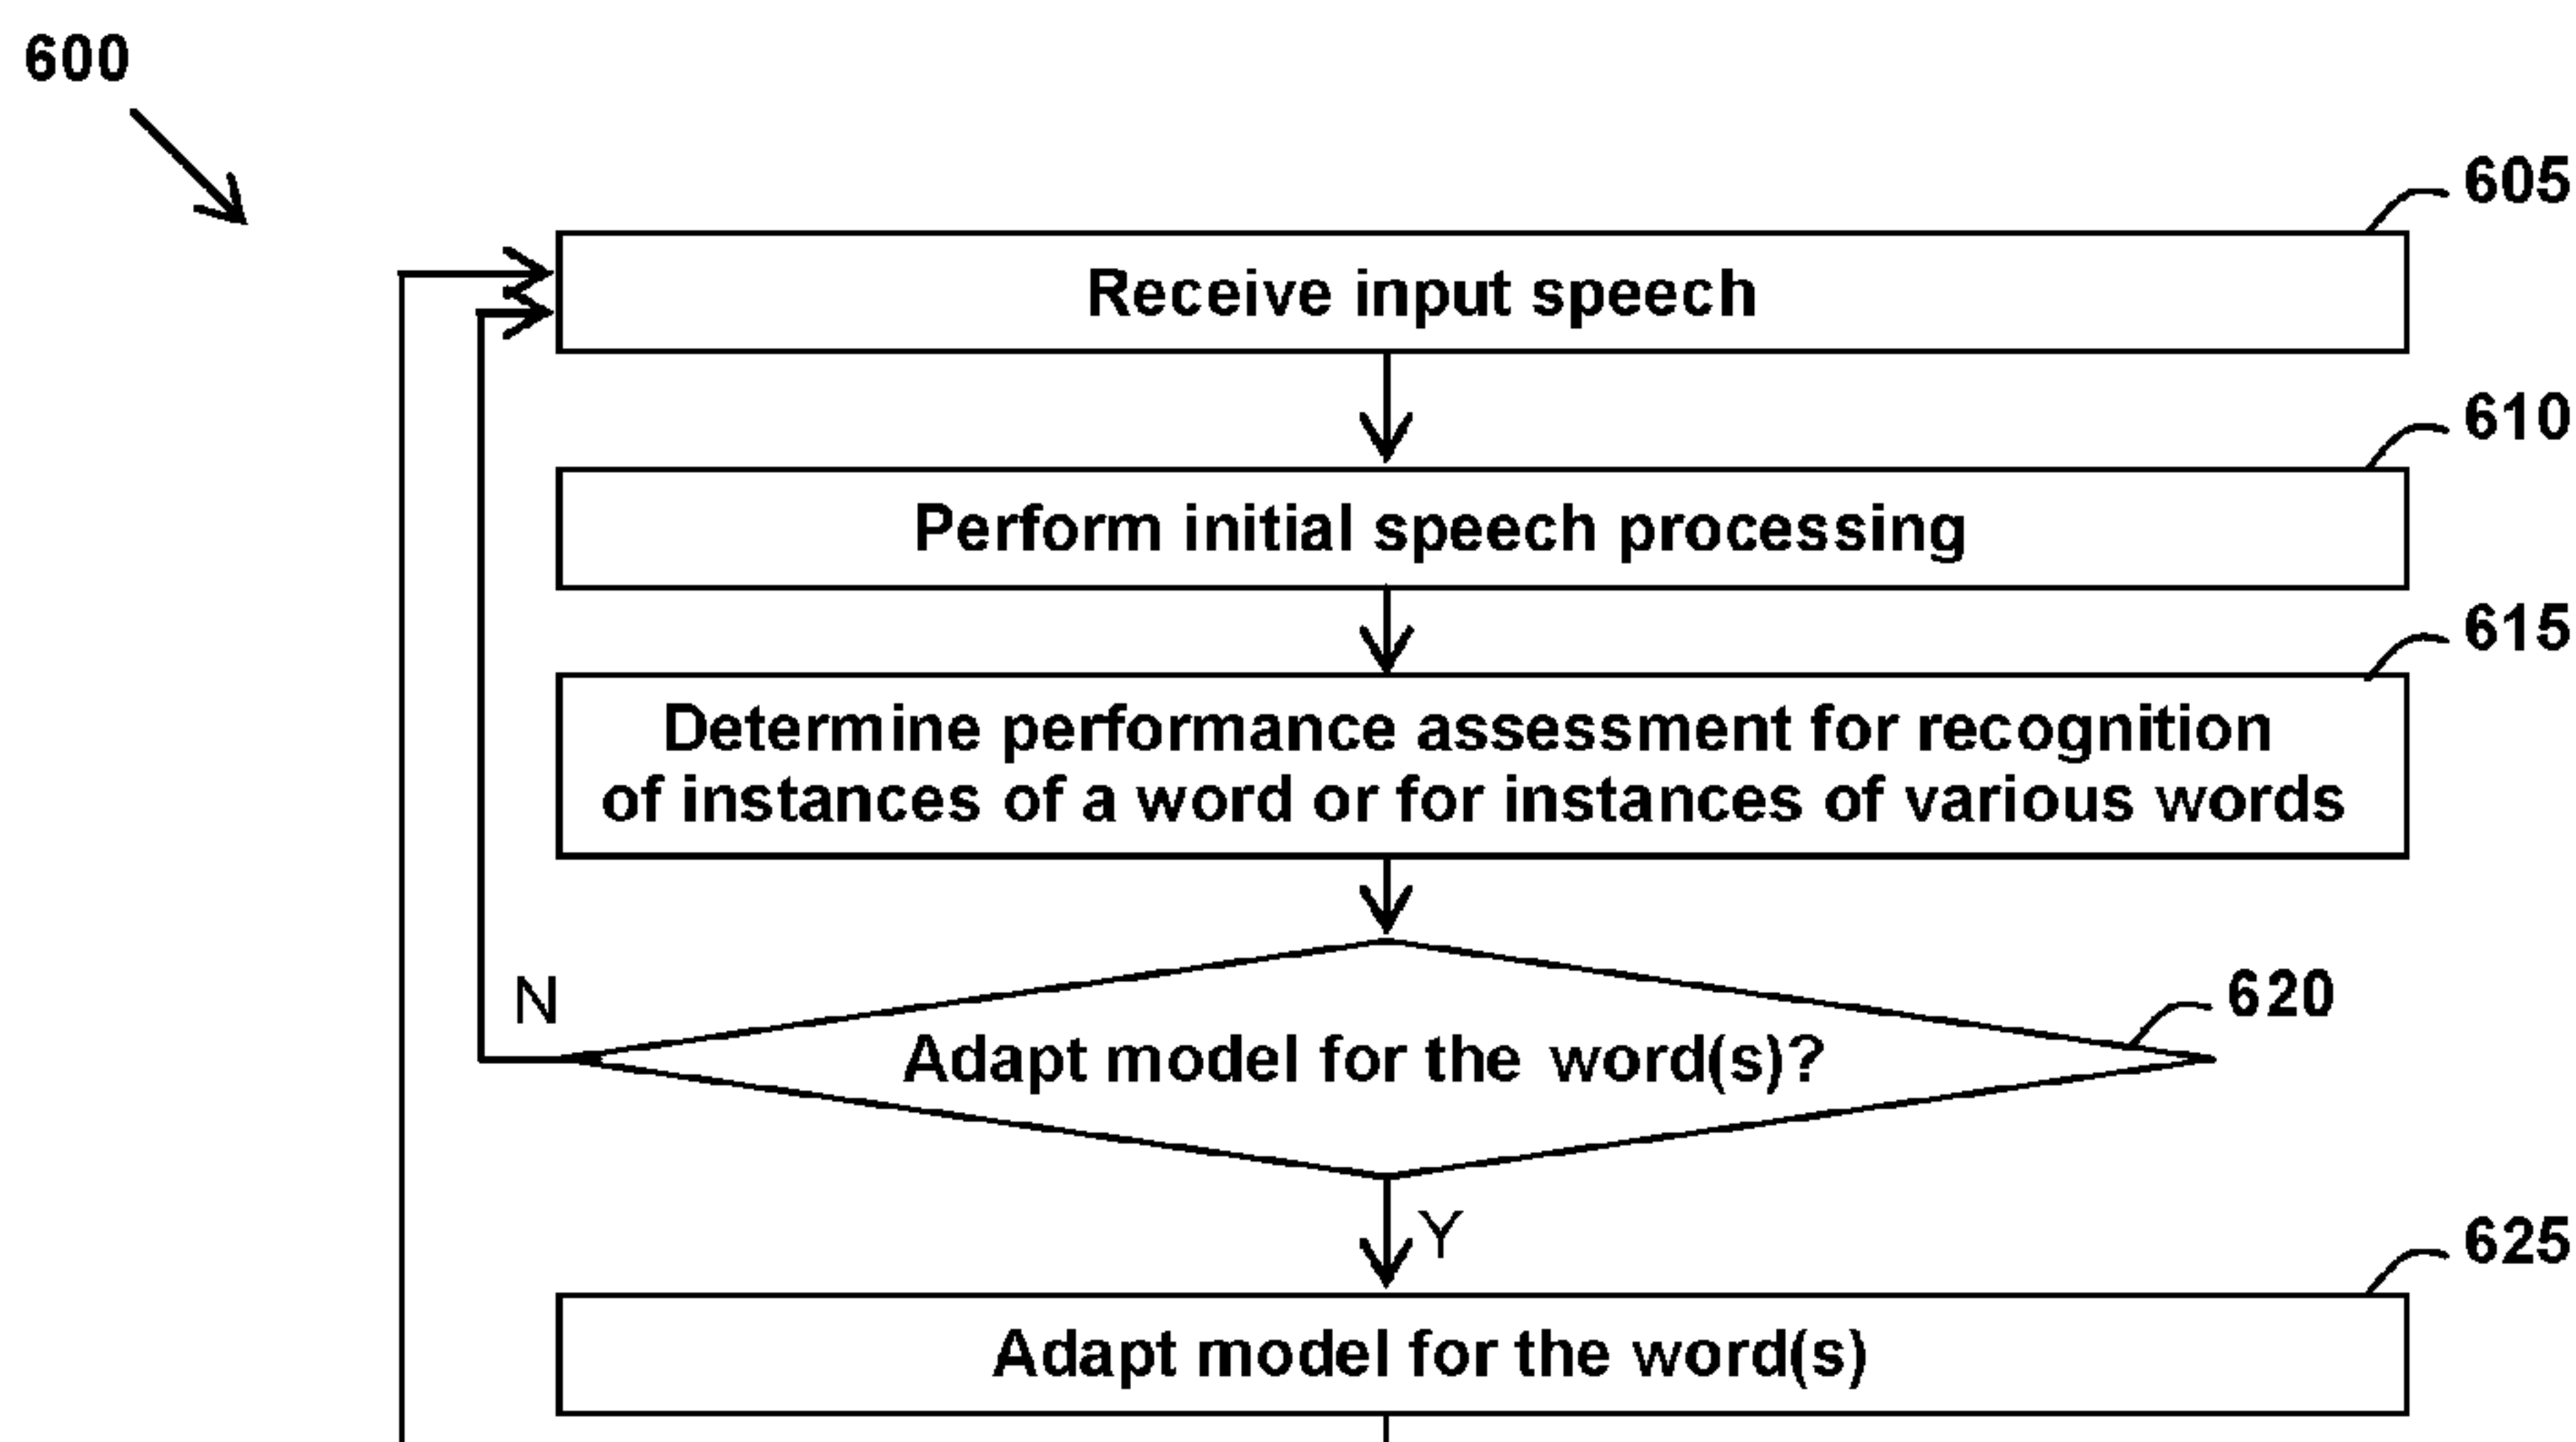 600
605
Receive input speech
610
Perform initial speech processing
615
Determine performance assessment for recognition
of instances of a word or for instances of various words
N
620
Adapt model for the word(s)?
Y
625
Adapt model for the word(s)